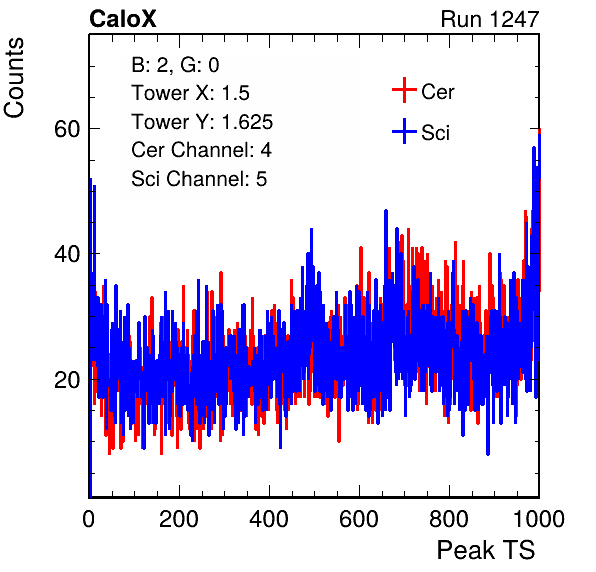 CaloX Run 1247
Counts
B: 2, G: 0
Tower X: 1.5
Tower Y: 1.625
Cer Channel: 4
Sci Channel: 5
Cer
Sci
60
40
20
0 200 400 600 800 1000
Peak TS